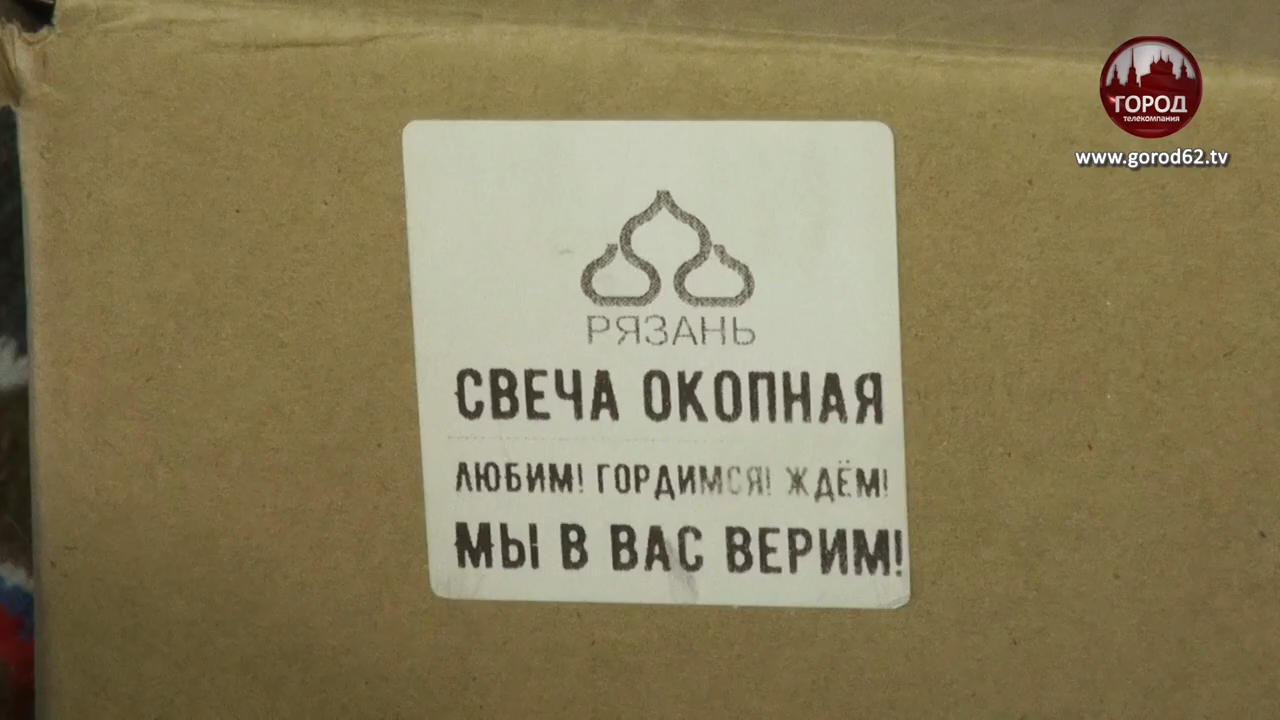 ГОРОД
телекомпания
www.gorod62.tv
РЯЗАНЬ
СВЕЧА ОКОПНАЯ
ЛЮБИМ! ГОРДИМСЯ! ЖДЁМ!
МЫ В ВАС ВЕРИМ!